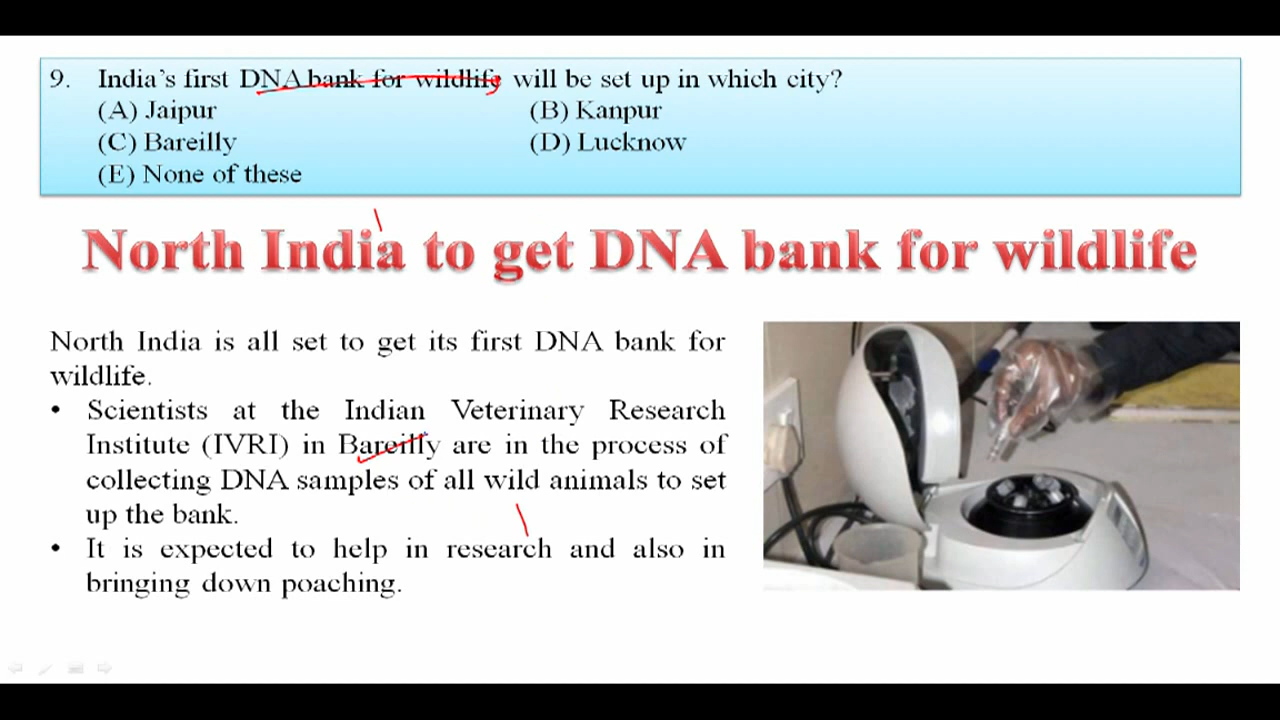 9. India's first DNA bank for wildlife will be set up in which city?
(A) Jaipur (B) Kanpur
(C) Bareilly (D) Lucknow
(E) None of these
North India to get DNA bank for wildlife
North India is all set to get its first DNA bank for
wildlife.
• Scientists at the Indian Veterinary Research
Institute (IVRI) in Bareilly are in the process of
collecting DNA samples of all wild animals to set
up the bank.
• It is expected to help in research and also in
bringing down poaching.